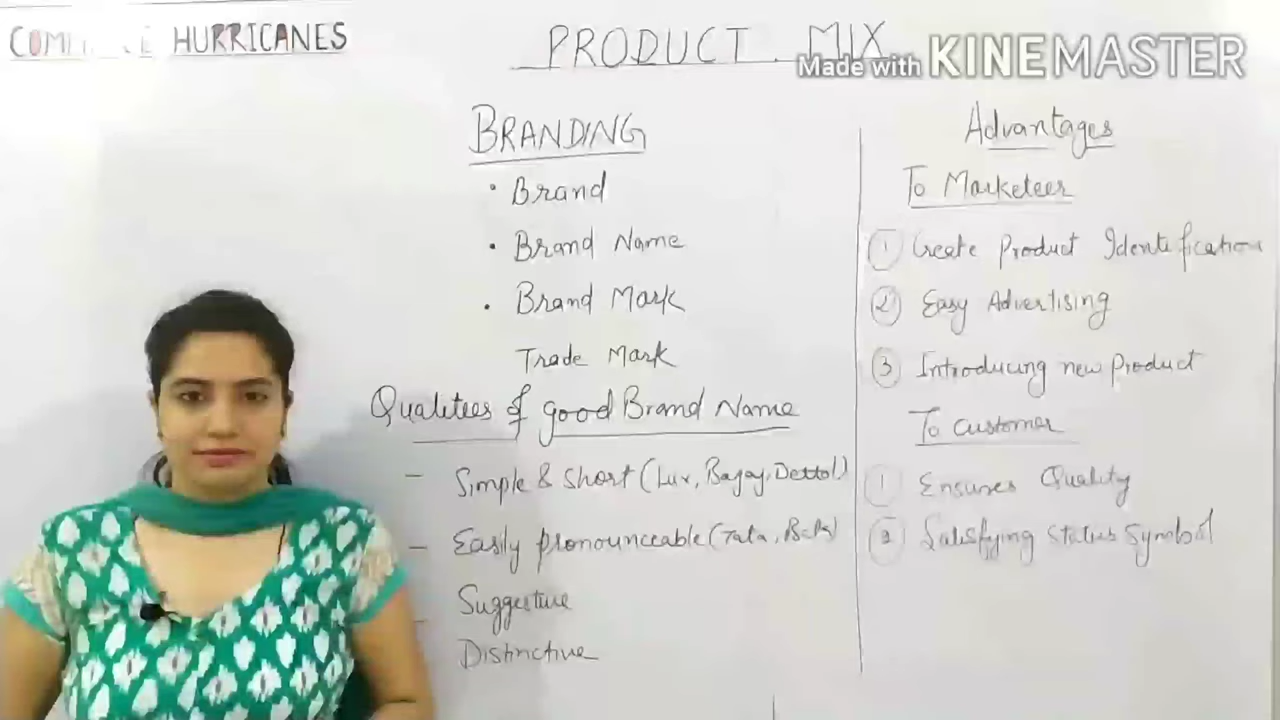 HURRICANES
PRODUCT MIX
Made with KINEMASTER
BRANDING
• Brand
• Brand Name
• Brand Mark
Trade Mark
Qualitees of good Brand Name
- Simple & Short (Lux, Bajaj, Dettol)
- Easily pronounceable (Tata, Bata)
- Suggestive
Distinctive
Advantages
To Marketeer
① Create Product Identification
② Easy Advertising
③ Introducing new Product
To Customer
① Ensures Quality
② Satisfying Status Symbol